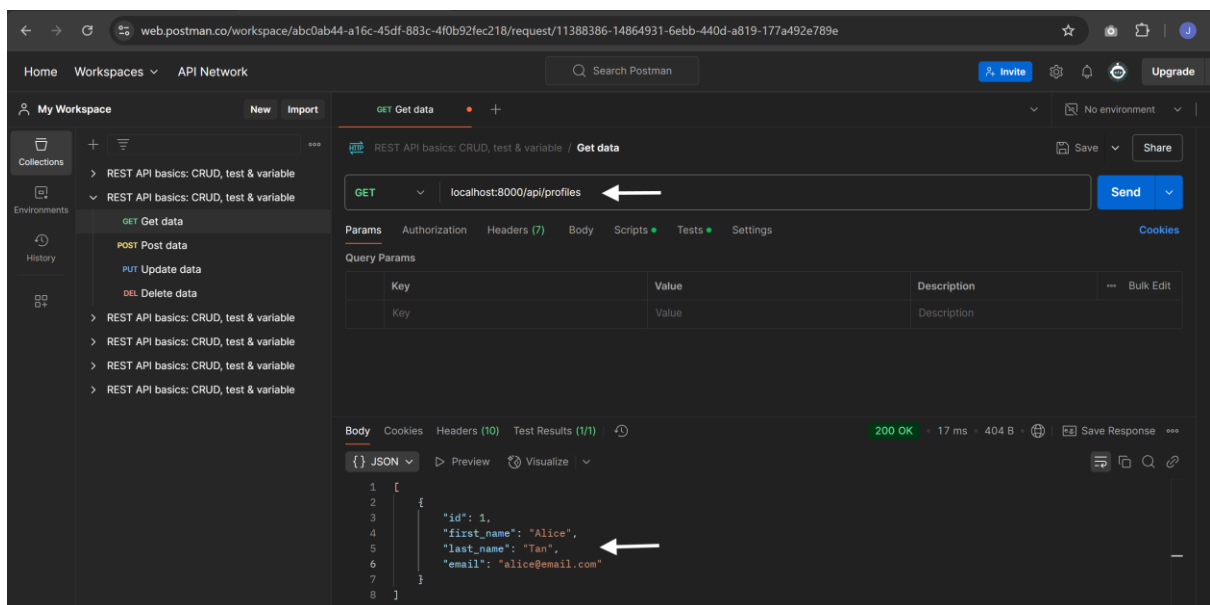 web.postman.co/workspace/abc0ab44-a16c-45df-883c-4f0b92fec218/request/11388386-14864931-6ebb-440d-a819-177a492e789e
J
Home Workspaces API Network Search Postman Invite Upgrade
My Workspace New Import GET Get data + No environment
Collections
Environments
History
REST API basics: CRUD, test & variable
REST API basics: CRUD, test & variable
GET Get data
POST Post data
PUT Update data
DEL Delete data
REST API basics: CRUD, test & variable
REST API basics: CRUD, test & variable
REST API basics: CRUD, test & variable
REST API basics: CRUD, test & variable
HTTP REST API basics: CRUD, test & variable / Get data Save Share
GET localhost:8000/api/profiles Send
Params Authorization Headers (7) Body Scripts Tests Settings Cookies
Query Params
Key Value Description Bulk Edit
Key Value Description
Body Cookies Headers (10) Test Results (1/1) 200 OK 17 ms 404 B e.g. Save Response
{} JSON Preview Visualize
1 [
2 {
3 "id": 1,
4 "first_name": "Alice",
5 "last_name": "Tan",
6 "email": "alice@email.com"
7 }
8 ]